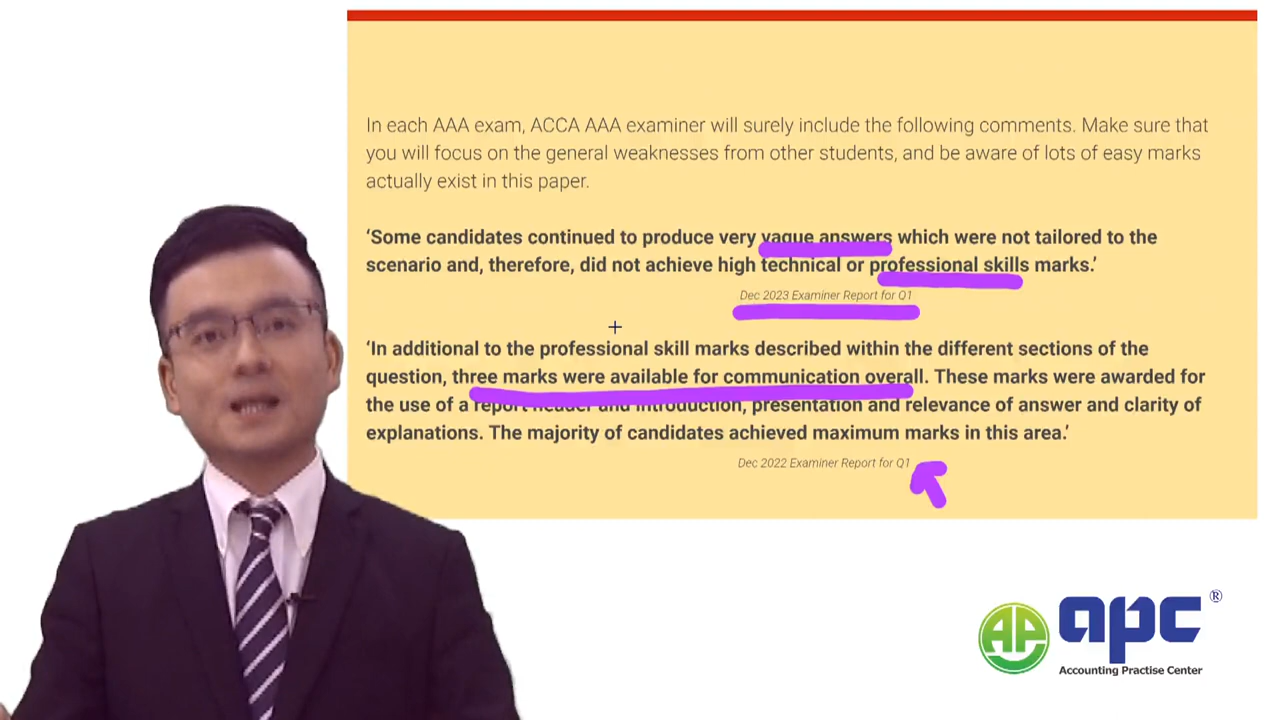 In each AAA exam, ACCA AAA examiner will surely include the following comments. Make sure that
you will focus on the general weaknesses from other students, and be aware of lots of easy marks
actually exist in this paper.
‘Some candidates continued to produce very vague answers which were not tailored to the
scenario and, therefore, did not achieve high technical or professional skills marks.’
Dec 2023 Examiner Report for Q1
‘In additional to the professional skill marks described within the different sections of the
question, three marks were available for communication overall. These marks were awarded for
the use of a report header and introduction, presentation and relevance of answer and clarity of
explanations. The majority of candidates achieved maximum marks in this area.’
Dec 2022 Examiner Report for Q1
AP apc ®
Accounting Practise Center